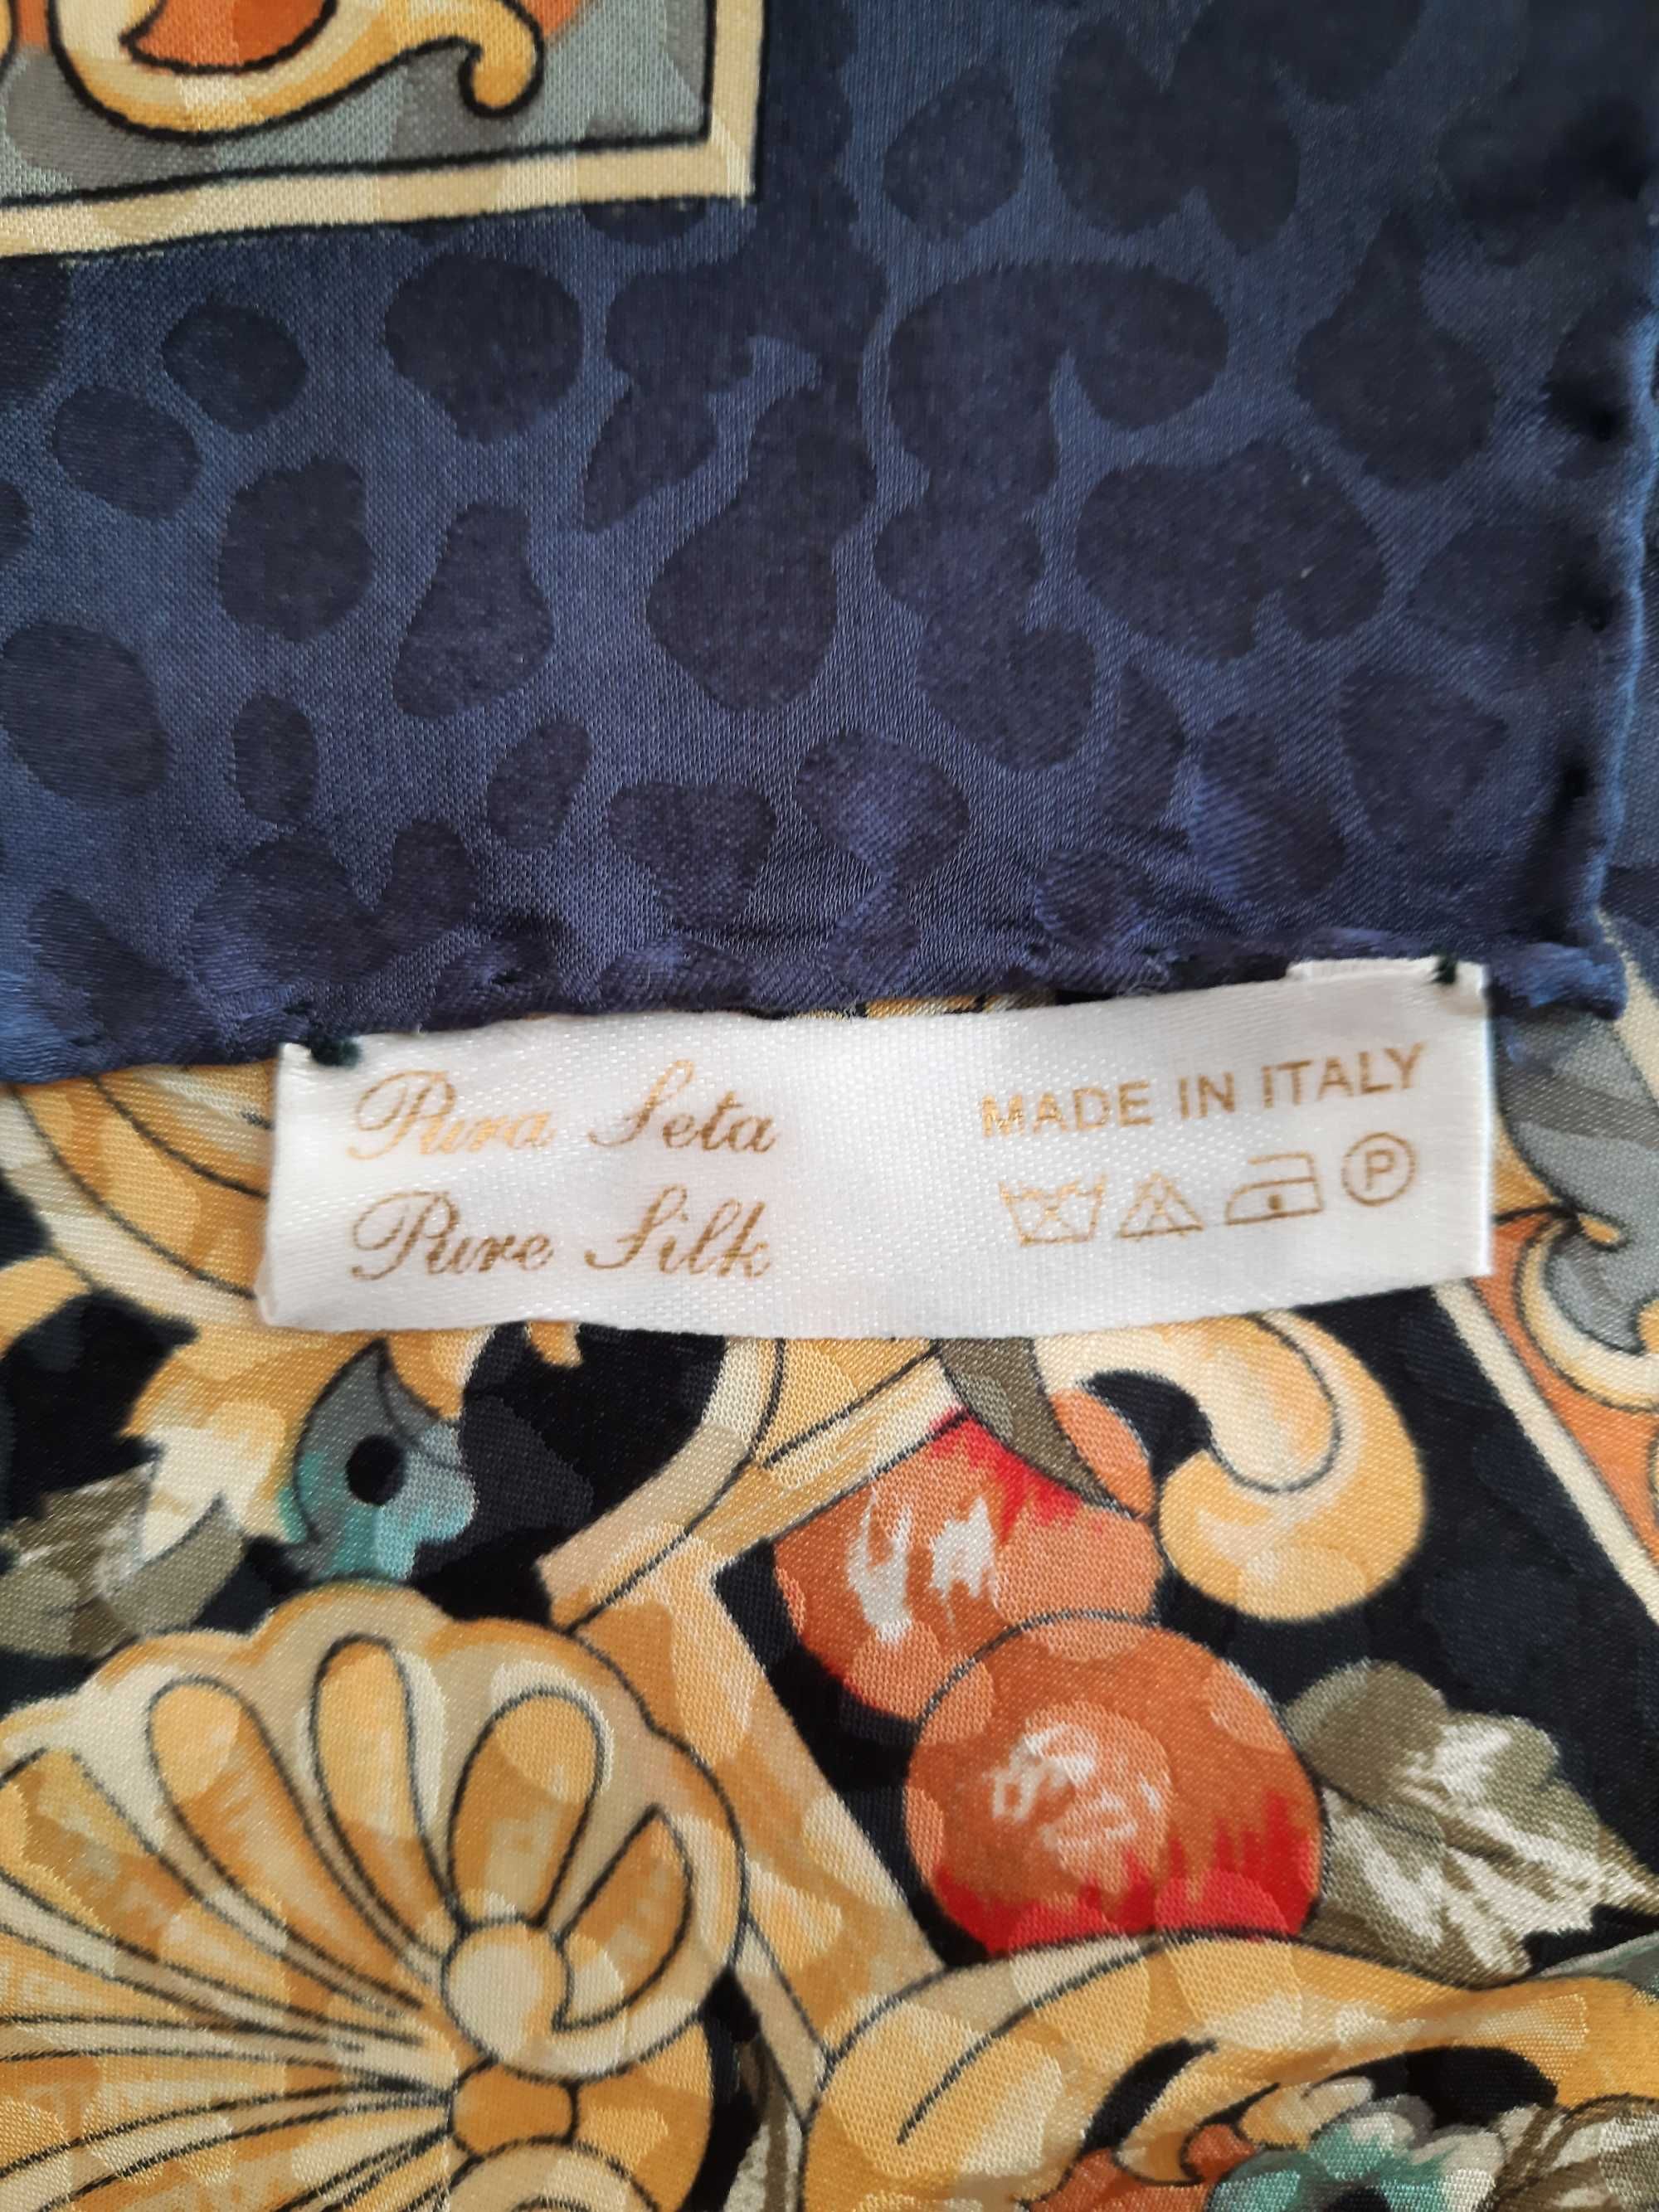 Pura Seta
Pure Silk
MADE IN ITALY
P